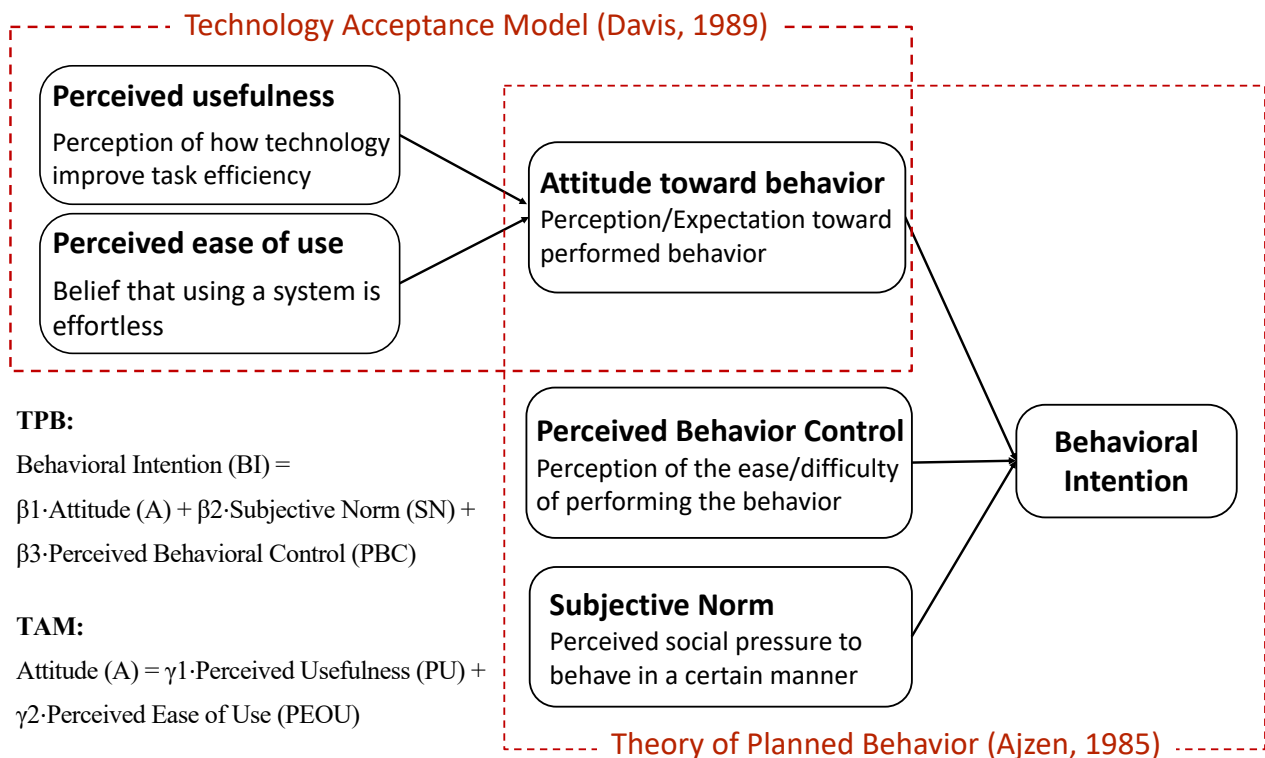 Technology Acceptance Model (Davis, 1989)
Perceived usefulness
Perception of how technology
improve task efficiency
Perceived ease of use
Belief that using a system is
effortless
Attitude toward behavior
Perception/Expectation toward
performed behavior
Perceived Behavior Control
Perception of the ease/difficulty
of performing the behavior
Subjective Norm
Perceived social pressure to
behave in a certain manner
Behavioral
Intention
TPB:
Behavioral Intention (BI) =
β1·Attitude (A) + β2·Subjective Norm (SN) +
β3·Perceived Behavioral Control (PBC)
TAM:
Attitude (A) = γ1·Perceived Usefulness (PU) +
γ2·Perceived Ease of Use (PEOU)
Theory of Planned Behavior (Ajzen, 1985)